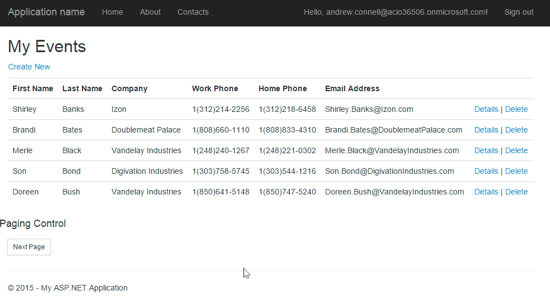 Application name Home About Contacts Hello, andrew.connell@acio36506.onmicrosoft.com! Sign out
My Events
Create New
First Name Last Name Company Work Phone Home Phone Email Address
Shirley Banks Izon 1(312)214-2256 1(312)218-6458 Shirley.Banks@Izon.com Details | Delete
Brandi Bates Doublemeat Palace 1(808)660-1110 1(808)833-4310 Brandi.Bates@DoublemeatPalace.com Details | Delete
Merle Black Vandelay Industries 1(248)240-1267 1(248)221-0302 Merle.Black@VandelayIndustries.com Details | Delete
Son Bond Digivation Industries 1(303)758-5745 1(303)544-1216 Son.Bond@DigivationIndustries.com Details | Delete
Doreen Bush Vandelay Industries 1(850)641-5148 1(850)747-5240 Doreen.Bush@VandelayIndustries.com Details | Delete
Paging Control
Next Page
© 2015 - My ASP.NET Application